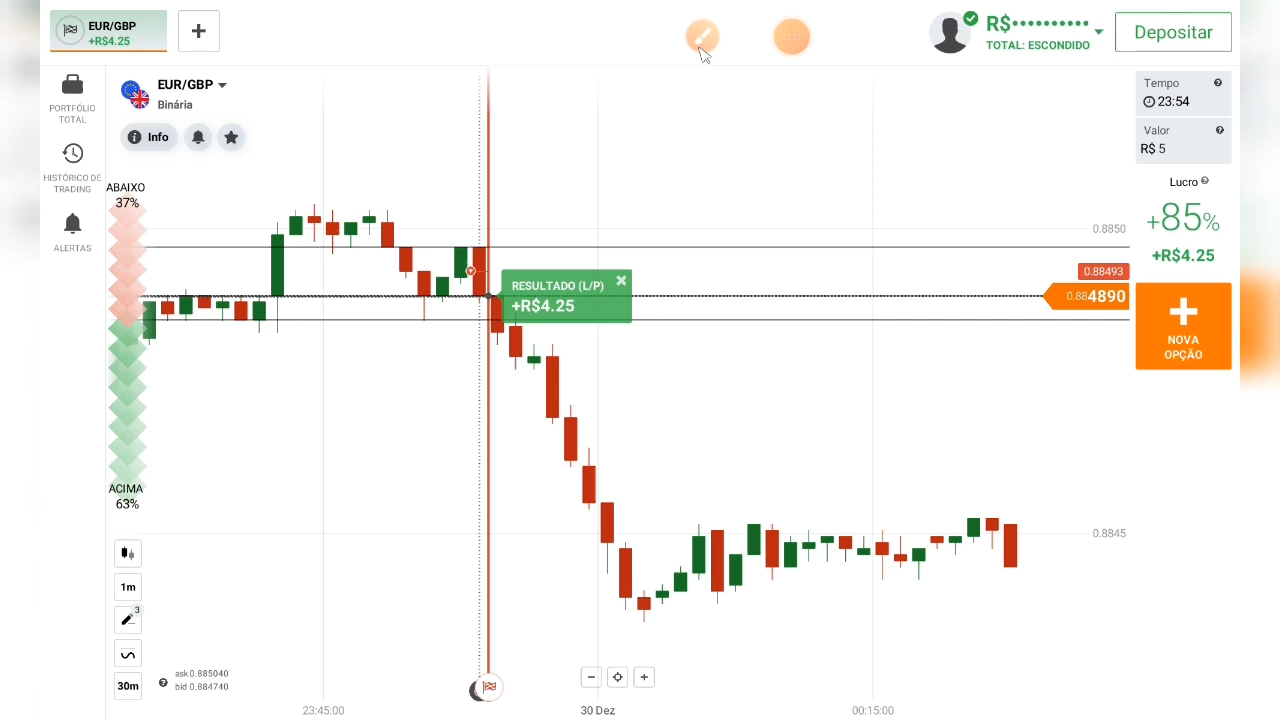 EUR/GBP
+R$4.25
R$••••••••••
TOTAL: ESCONDIDO
Depositar
PORTFÓLIO
TOTAL
HISTÓRICO DE
TRADING
ALERTAS
EUR/GBP
Binária
Info
ABAIXO
37%
ACIMA
63%
RESULTADO (L/P)
+R$4.25
0.8850
0.88493
0.884890
0.8845
Tempo
23:54
Valor
R$ 5
Lucro
+85%
+R$4.25
NOVA
OPÇÃO
1m
3
30m
ask 0.885040
bid 0.884740
23:45:00
30 Dez
00:15:00